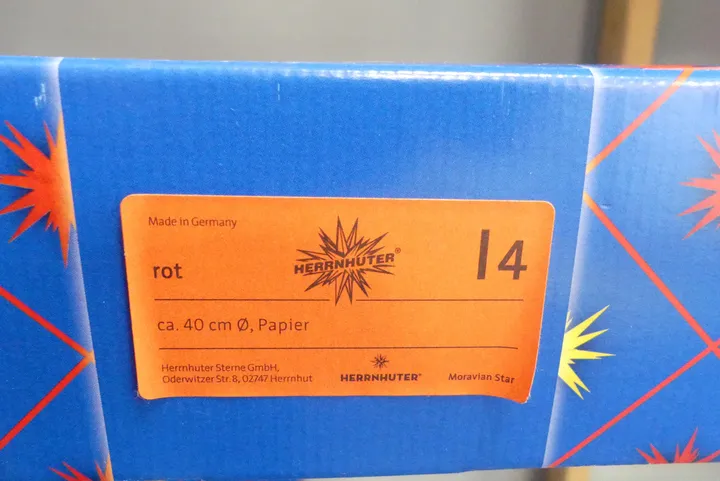 Made in Germany
HERRNHUTER®
rot
I4
ca. 40 cm Ø, Papier
Herrnhuter Sterne GmbH,
Oderwitzer Str. 8, 02747 Herrnhut
HERRNHUTER®
Moravian Star